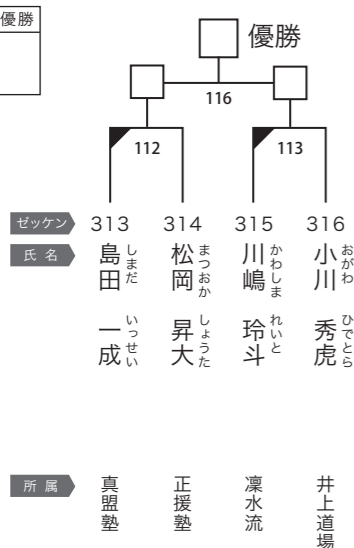 優勝
優勝
116
112
113
ゼッケン 313 314 315 316
氏名
島田 一成
しまだ いっせい
松岡 昇大
まつおか しょうた
川嶋 玲斗
かわしま れいと
小川 秀虎
おがわ ひでとら
所属
真盟塾
正援塾
凜水流
井上道場